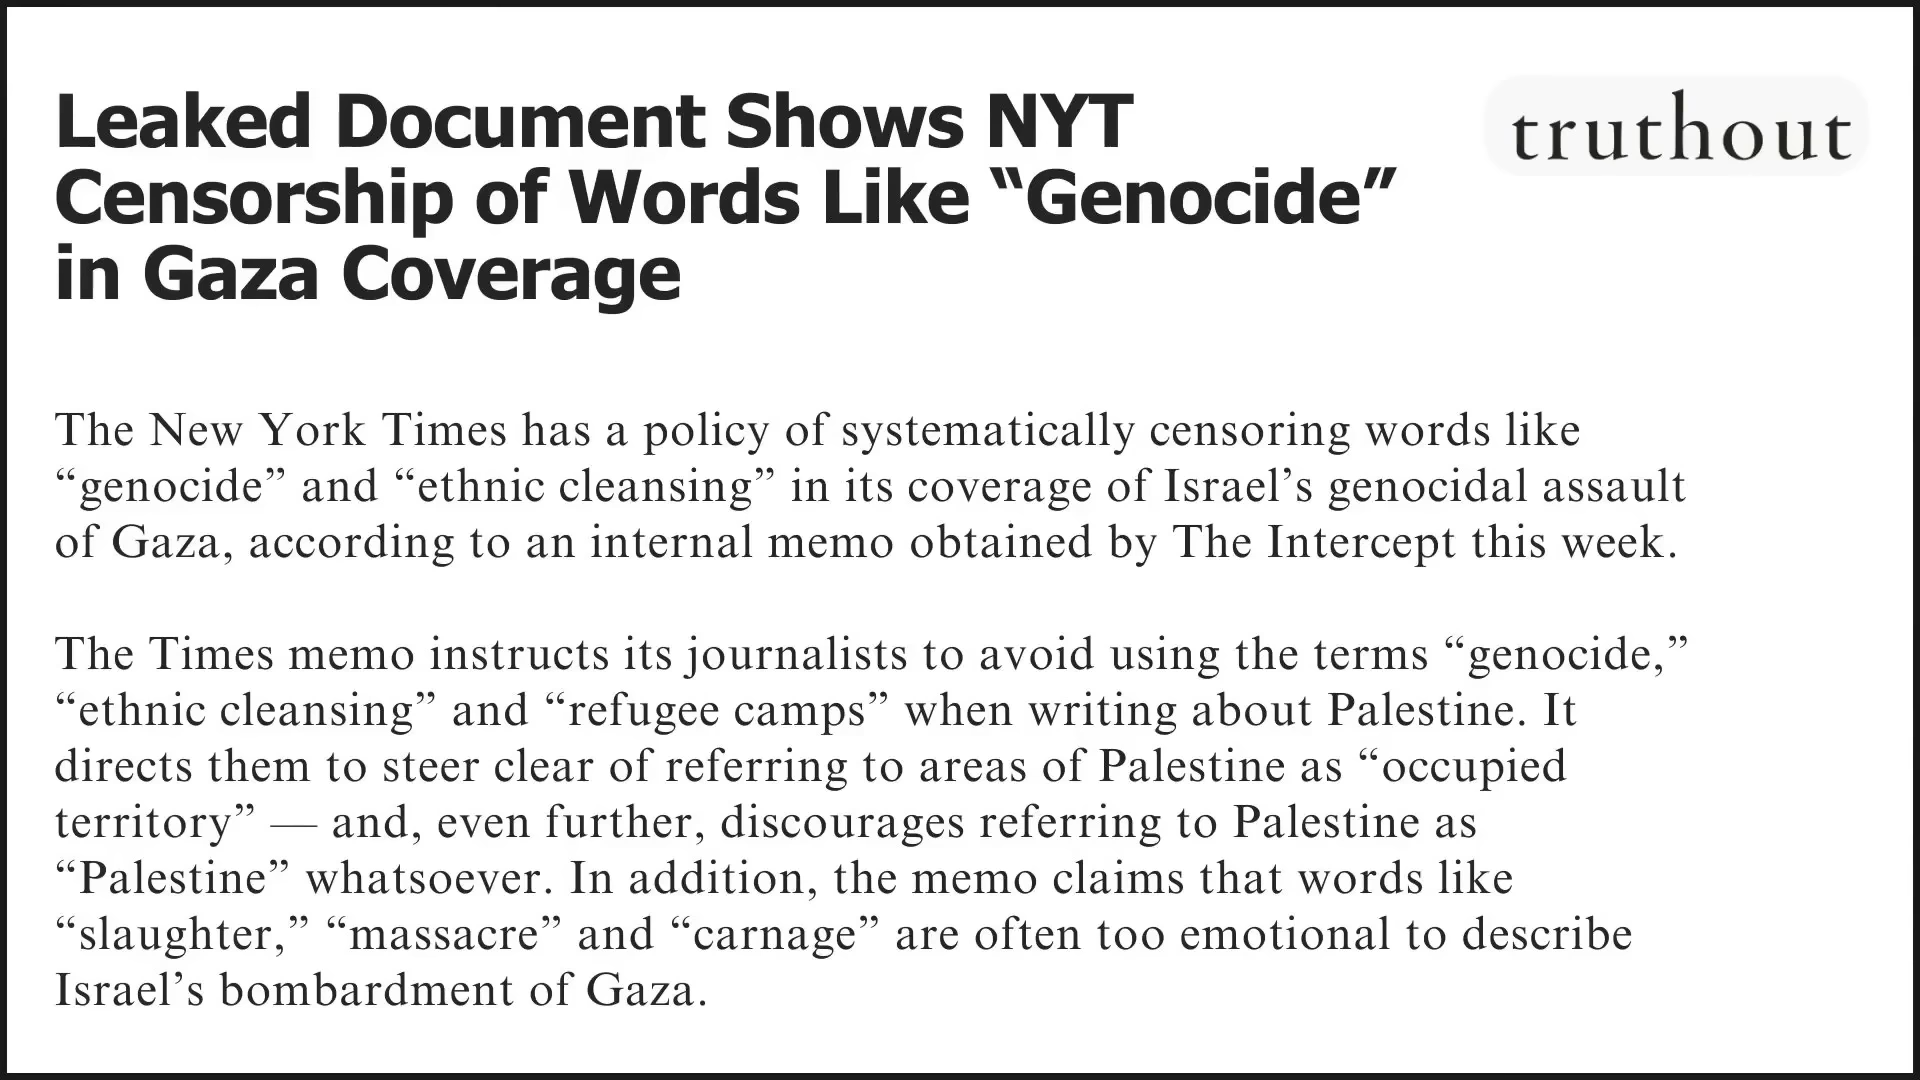 Leaked Document Shows NYT
Censorship of Words Like “Genocide”
in Gaza Coverage
truthout
The New York Times has a policy of systematically censoring words like
“genocide” and “ethnic cleansing” in its coverage of Israel’s genocidal assault
of Gaza, according to an internal memo obtained by The Intercept this week.
The Times memo instructs its journalists to avoid using the terms “genocide,”
“ethnic cleansing” and “refugee camps” when writing about Palestine. It
directs them to steer clear of referring to areas of Palestine as “occupied
territory” — and, even further, discourages referring to Palestine as
“Palestine” whatsoever. In addition, the memo claims that words like
“slaughter,” “massacre” and “carnage” are often too emotional to describe
Israel’s bombardment of Gaza.